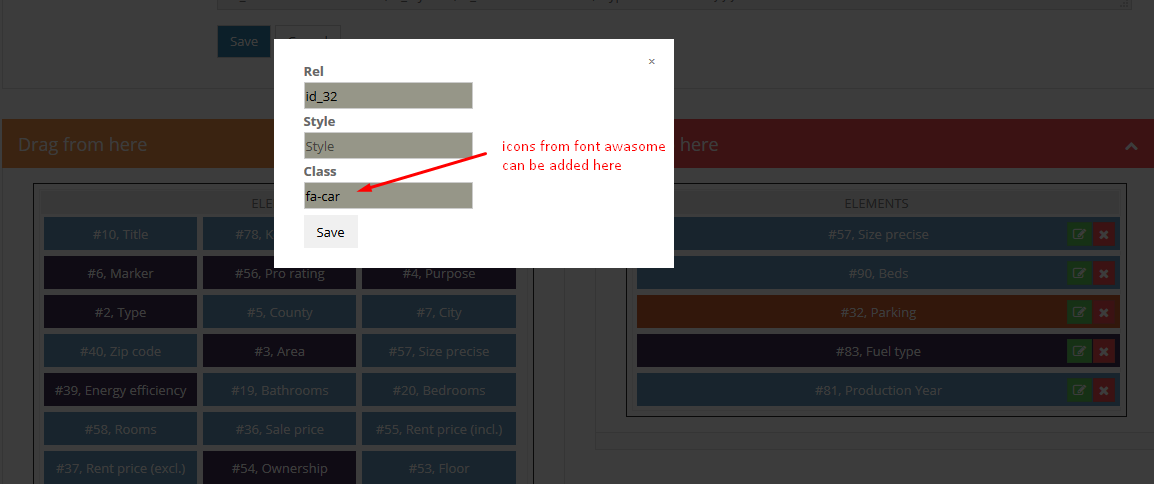 Save
×
Rel
id_32
Style
Style
Class
fa-car
Save
icons from font awasome
can be added here
Drag from here
here
ELE
#10, Title
#78, K
#6, Marker
#56, Pro rating
#4, Purpose
#2, Type
#5, County
#7, City
#40, Zip code
#3, Area
#57, Size precise
#39, Energy efficiency
#19, Bathrooms
#20, Bedrooms
#58, Rooms
#36, Sale price
#55, Rent price (incl.)
#37, Rent price (excl.)
#54, Ownership
#53, Floor
ELEMENTS
#57, Size precise
#90, Beds
#32, Parking
#83, Fuel type
#81, Production Year